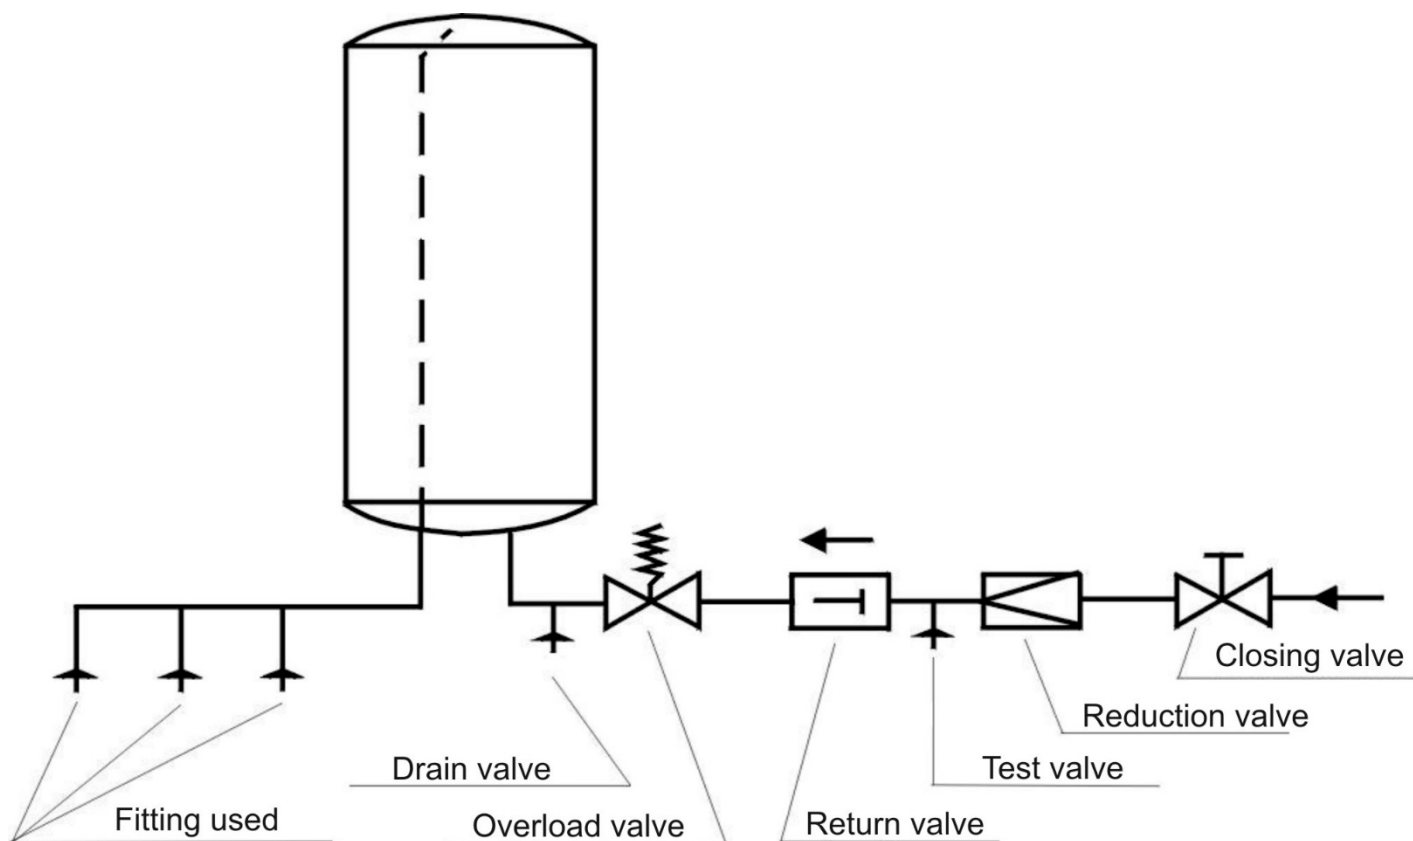 Closing valve
Reduction valve
Drain valve
Test valve
Fitting used
Overload valve
Return valve